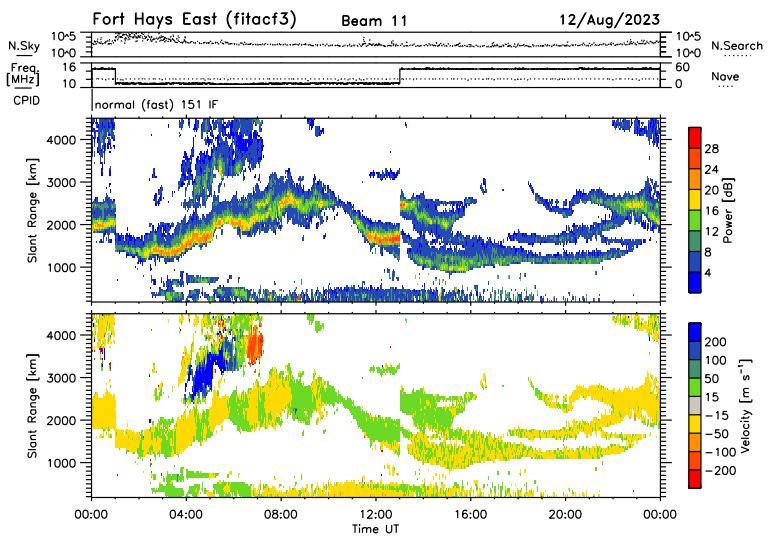 Fort Hays East (fitacf3) Beam 11 12/Aug/2023
N.Sky 10^5 10^0 10^5 10^0 N.Search
Freq. [MHz] 16 10 60 0 Nave
CPID normal (fast) 151 IF
Slant Range [km] 4000 3000 2000 1000
Power [dB] 28 24 20 16 12 8 4
Slant Range [km] 4000 3000 2000 1000
Velocity [m s⁻¹] 200 100 50 15 −15 −50 −100 −200
00:00 04:00 08:00 12:00 16:00 20:00 00:00
Time UT